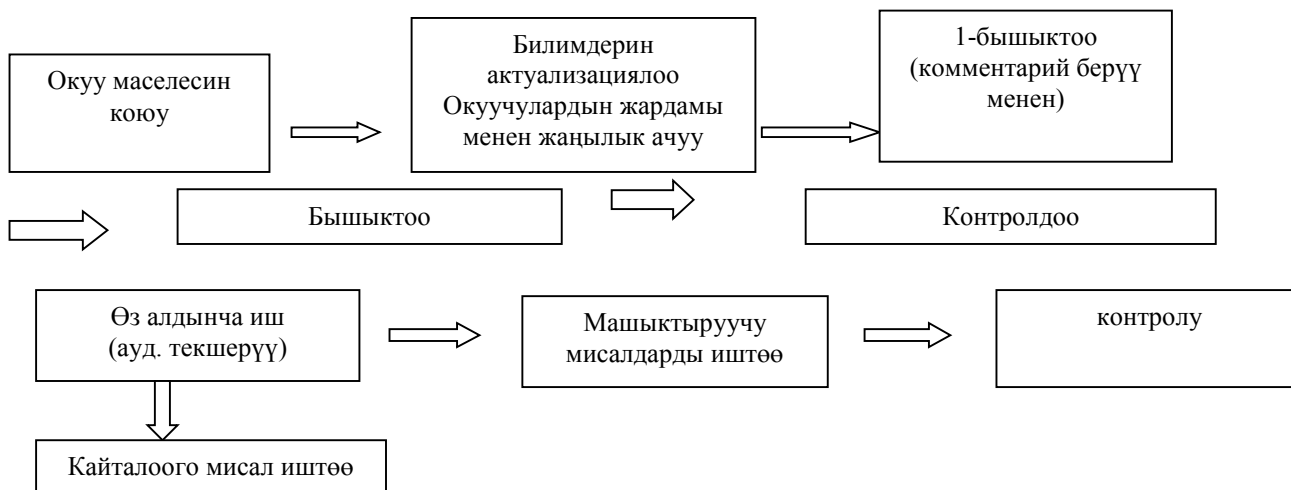 Окуу маселесин
коюу
Билимдерин
актуализациялоо
Окуучулардын жардамы
менен жаңылык ачуу
1-бышыктоо
(комментарий берүү
менен)
Бышыктоо
Контролдоо
Өз алдынча иш
(ауд. текшерүү)
Машыктыруучу
мисалдарды иштөө
контролу
Кайталоого мисал иштөө